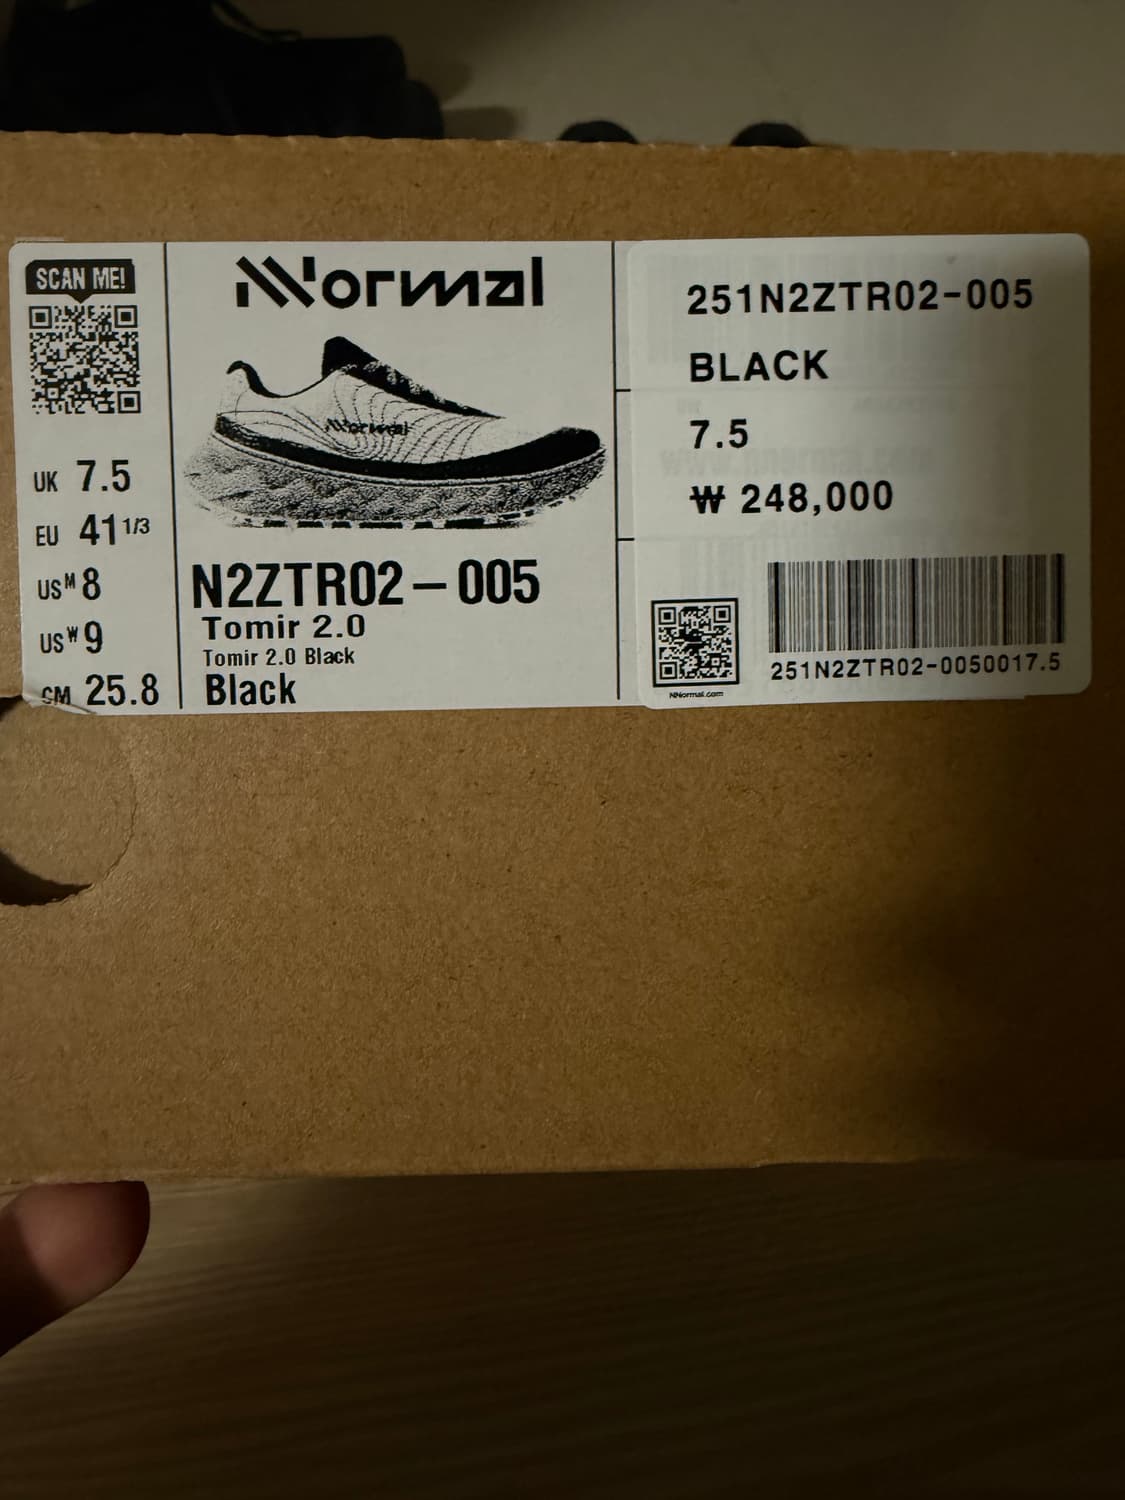 SCAN ME!
UK 7.5
EU 41 1/3
US M 8
US W 9
CM 25.8
NNormal
NNormal
N2ZTR02-005
Tomir 2.0
Tomir 2.0 Black
Black
251N2ZTR02-005
BLACK
7.5
₩ 248,000
NNormal.com
251N2ZTR02-0050017.5